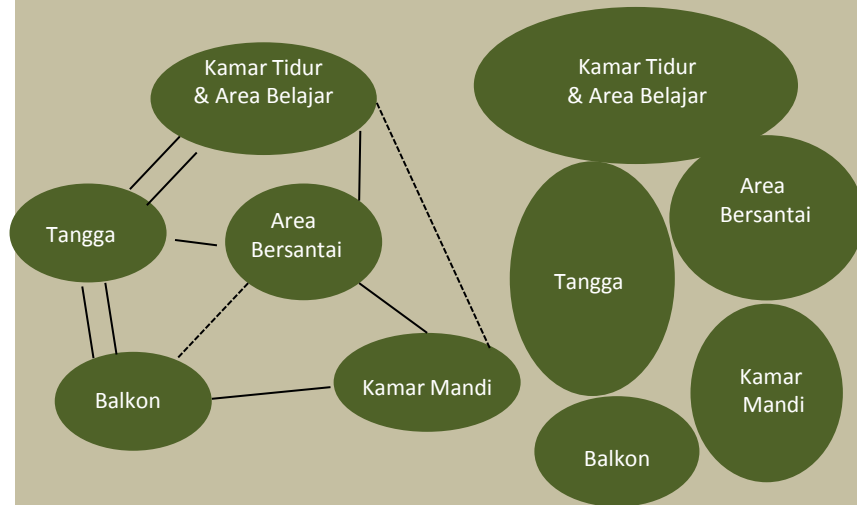 Kamar Tidur
& Area Belajar
Tangga
Area
Bersantai
Balkon
Kamar Mandi
Kamar Tidur
& Area Belajar
Area
Bersantai
Tangga
Kamar
Mandi
Balkon